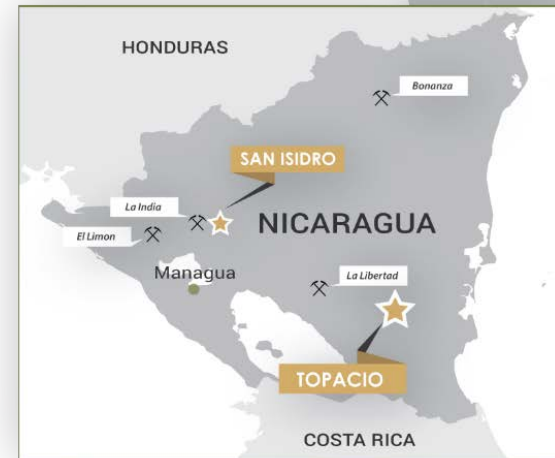 HONDURAS
Bonanza
SAN ISIDRO
La India
NICARAGUA
El Limon
Managua
La Libertad
TOPACIO
COSTA RICA